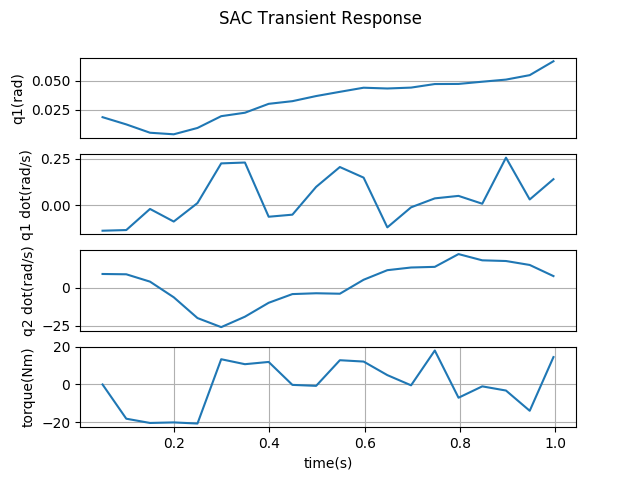 SAC Transient Response
0.050
0.025
q1(rad)
0.25
0.00
q1 dot(rad/s)
0
−25
q2 dot(rad/s)
20
0
−20
torque(Nm)
0.2 0.4 0.6 0.8 1.0
time(s)